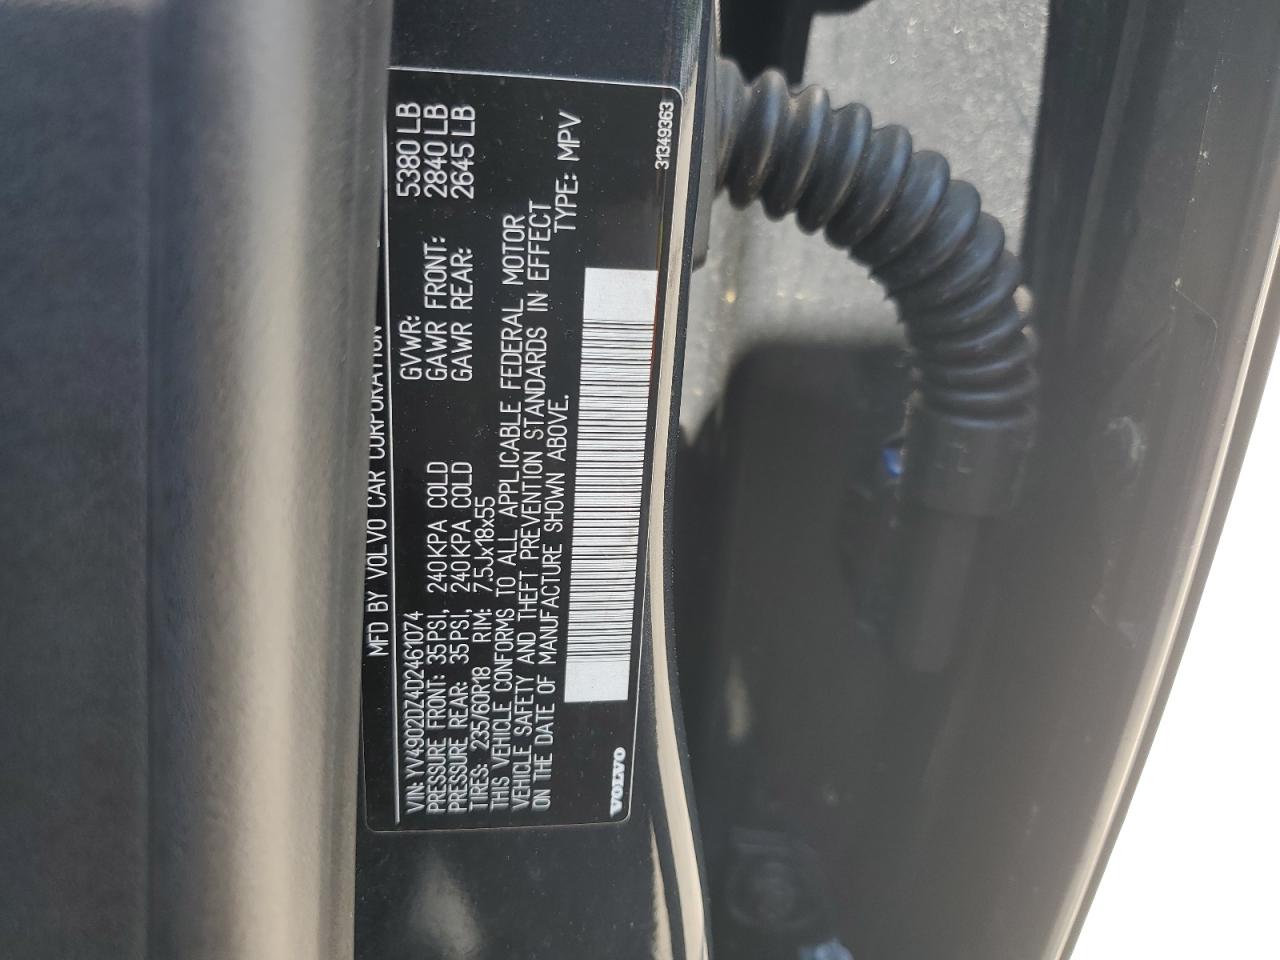 MFD BY VOLVO CAR CORPORATION
VIN: YV4902DZ4D2461074 GVWR: 5380 LB
PRESSURE FRONT: 35PSI, 240KPA COLD GAWR FRONT: 2840 LB
PRESSURE REAR: 35PSI, 240KPA COLD GAWR REAR: 2645 LB
TIRES: 235/60R18 RIM: 7.5Jx18x55
THIS VEHICLE CONFORMS TO ALL APPLICABLE FEDERAL MOTOR
VEHICLE SAFETY AND THEFT PREVENTION STANDARDS IN EFFECT
ON THE DATE OF MANUFACTURE SHOWN ABOVE.
TYPE: MPV
VOLVO
31349363